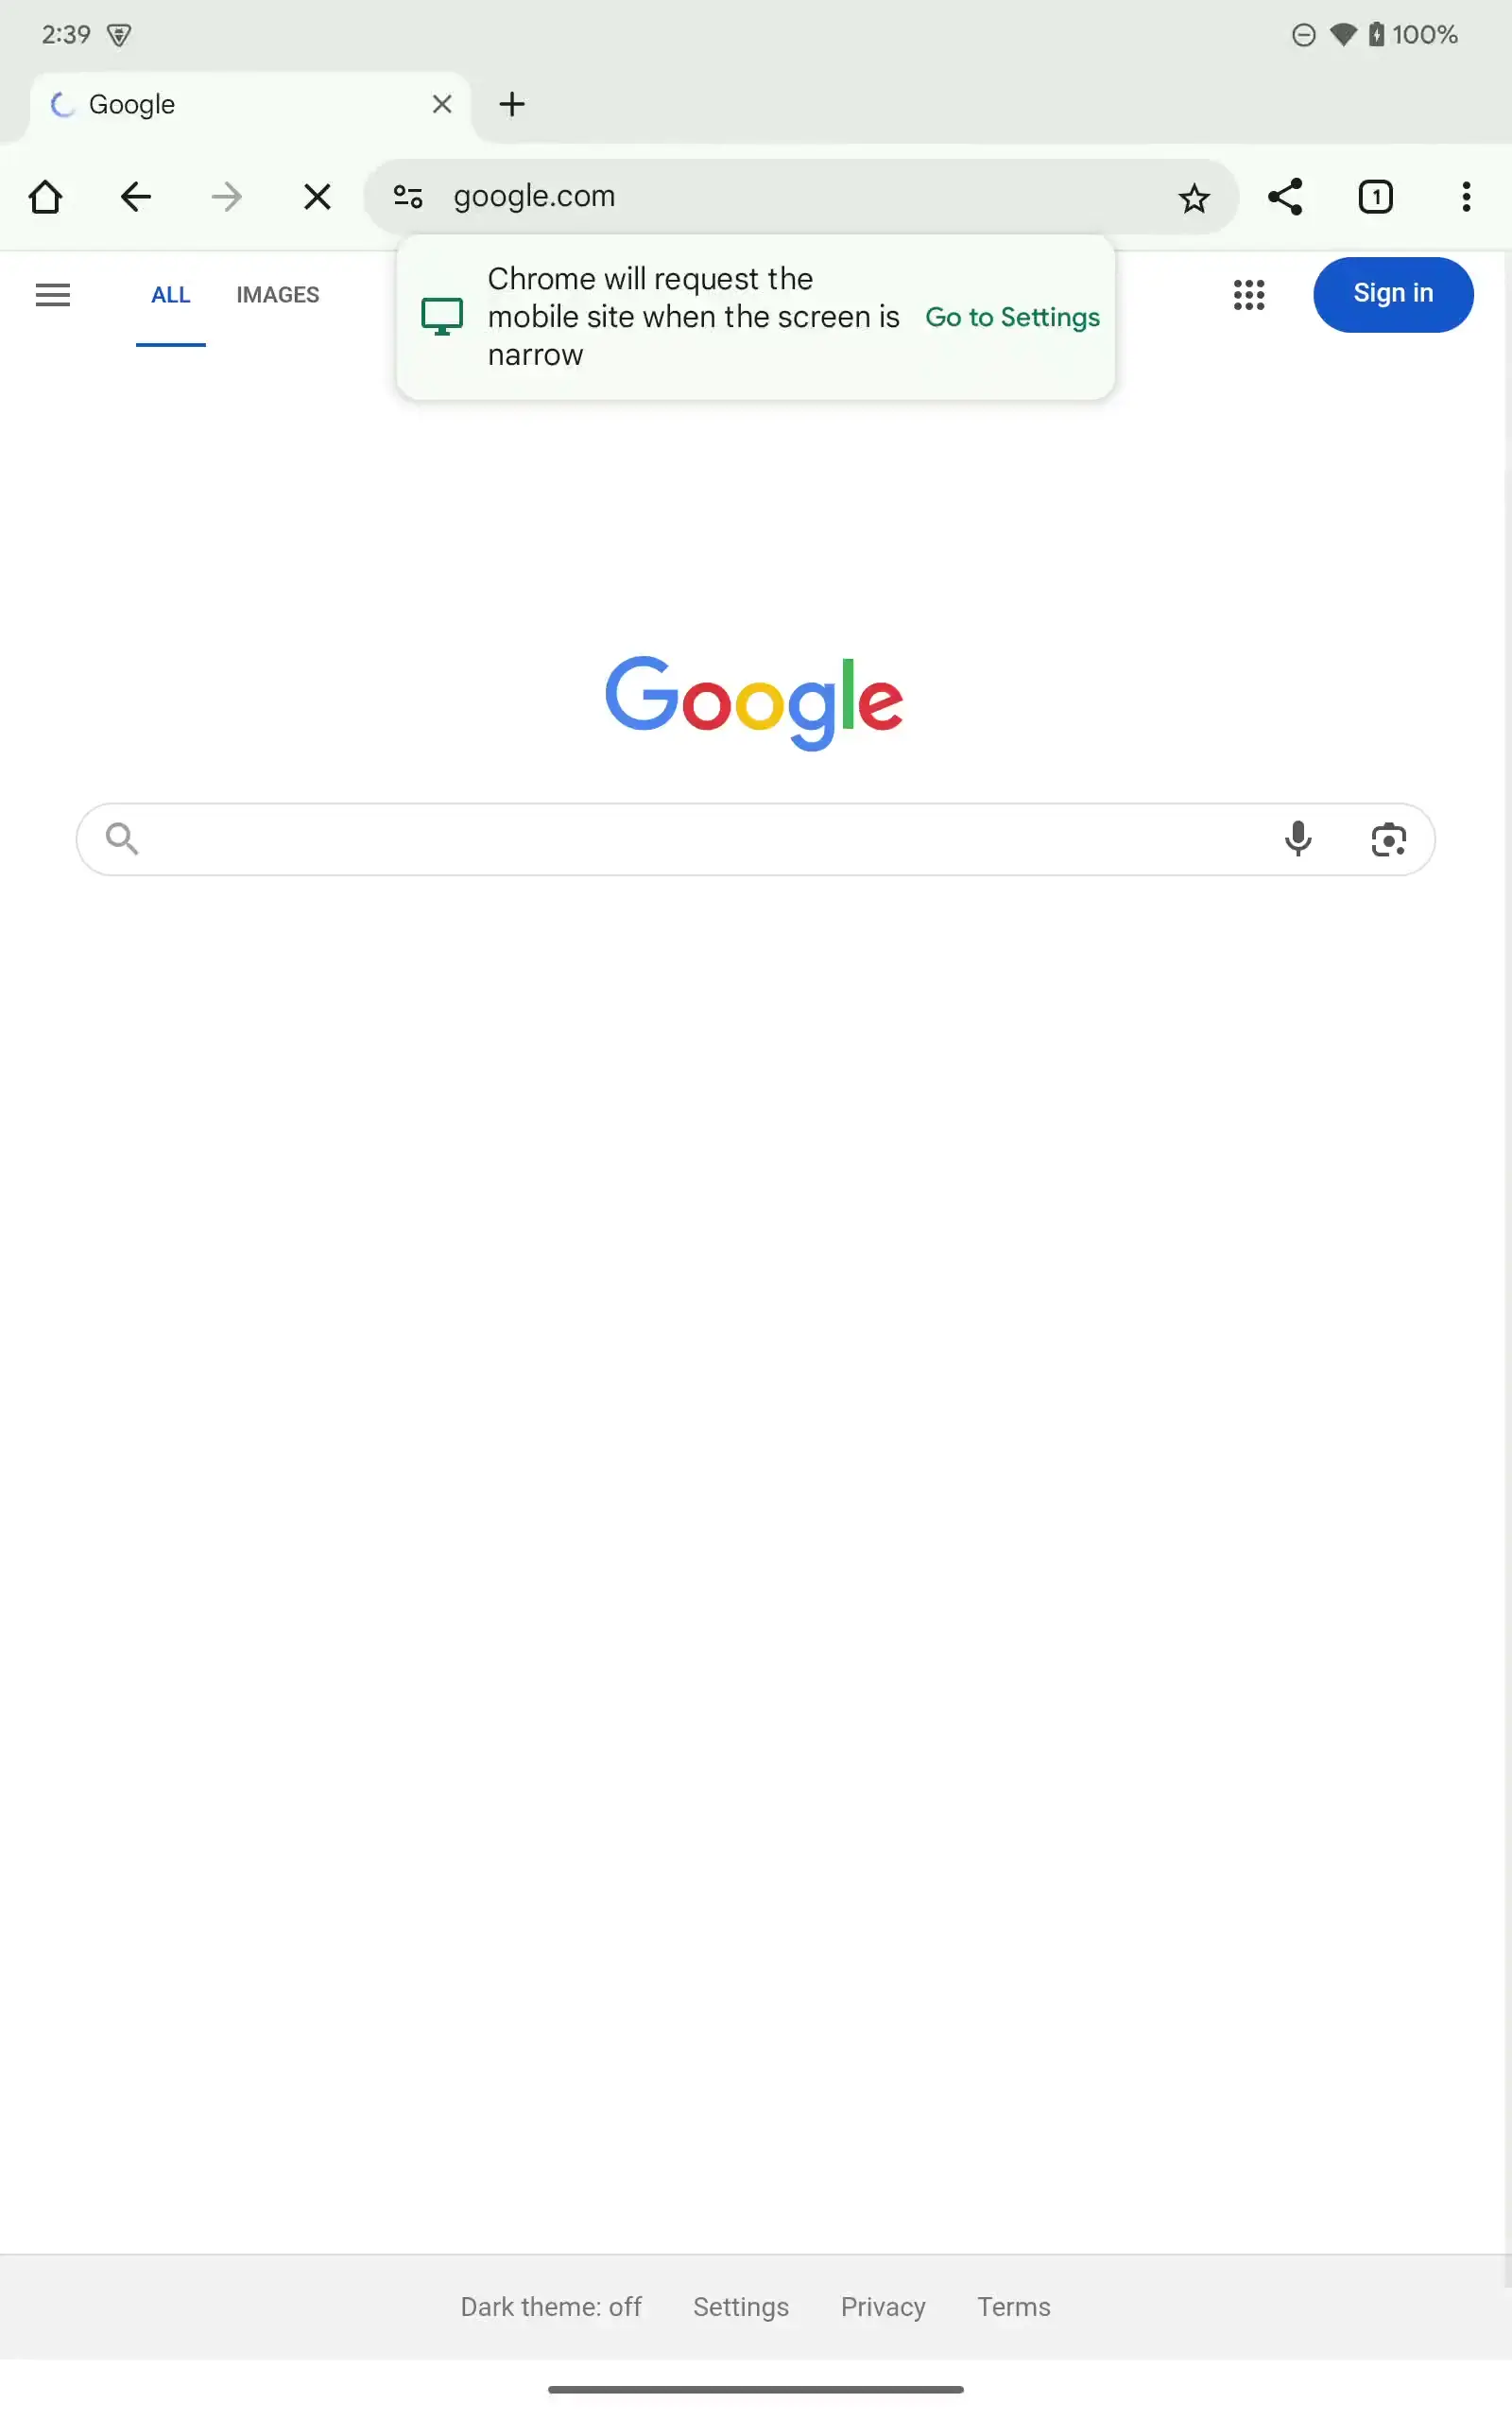 2:39
100%
Google
google.com
1
Chrome will request the
mobile site when the screen is
narrow
Go to Settings
ALL
IMAGES
Sign in
Google
Dark theme: off
Settings
Privacy
Terms